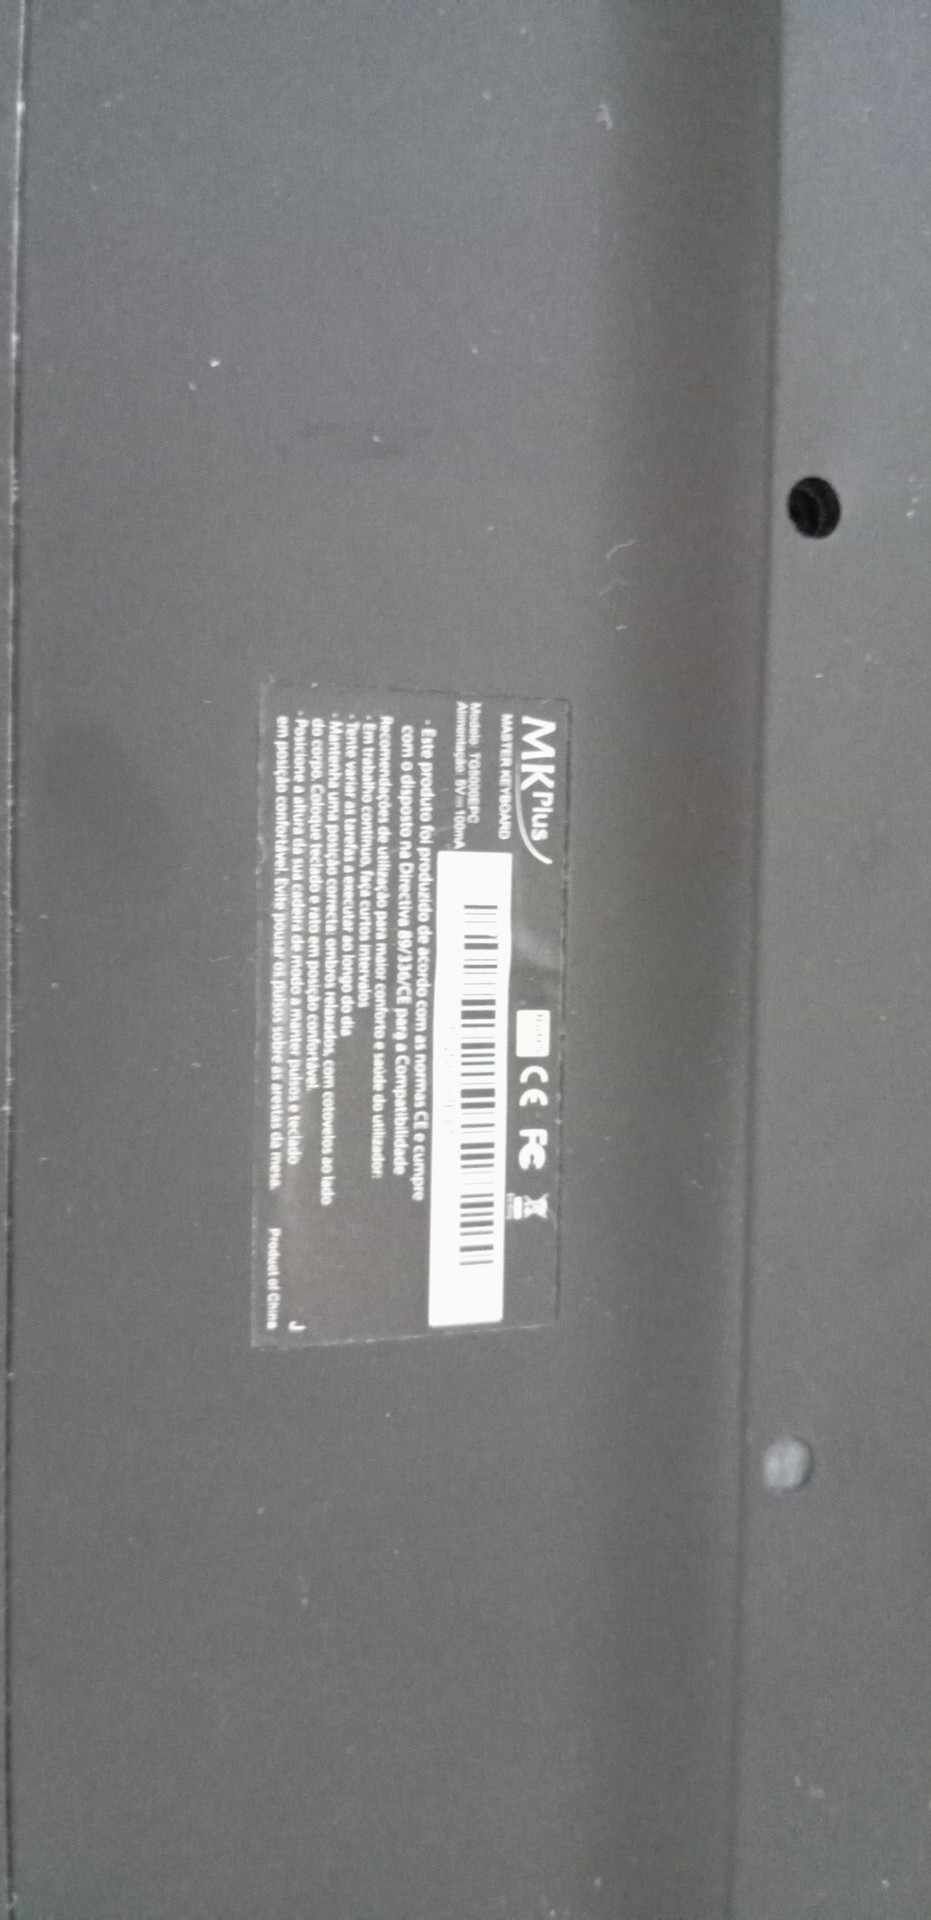 MK Plus
MASTER KEYBOARD
Modelo:
Alimentação: 100mA
RoHS CE FC
• Este produto foi produzido de acordo com as normas CE e cumpre
com o disposto na Directiva 89/336/CE para a Compatibilidade
Recomendações de utilização para maior conforto e saúde do utilizador:
• Em trabalho contínuo, faça curtos intervalos
• Tente variar as tarefas a executar ao longo do dia
• Mantenha uma posição correcta: ombros relaxados, com cotovelos ao lado
do corpo. Coloque teclado e rato em posição confortável.
• Posicione a altura da sua cadeira de modo a manter pulsos e teclado
em posição confortável. Evite pousar os pulsos sobre as arestas da mesa.
J
Product of China